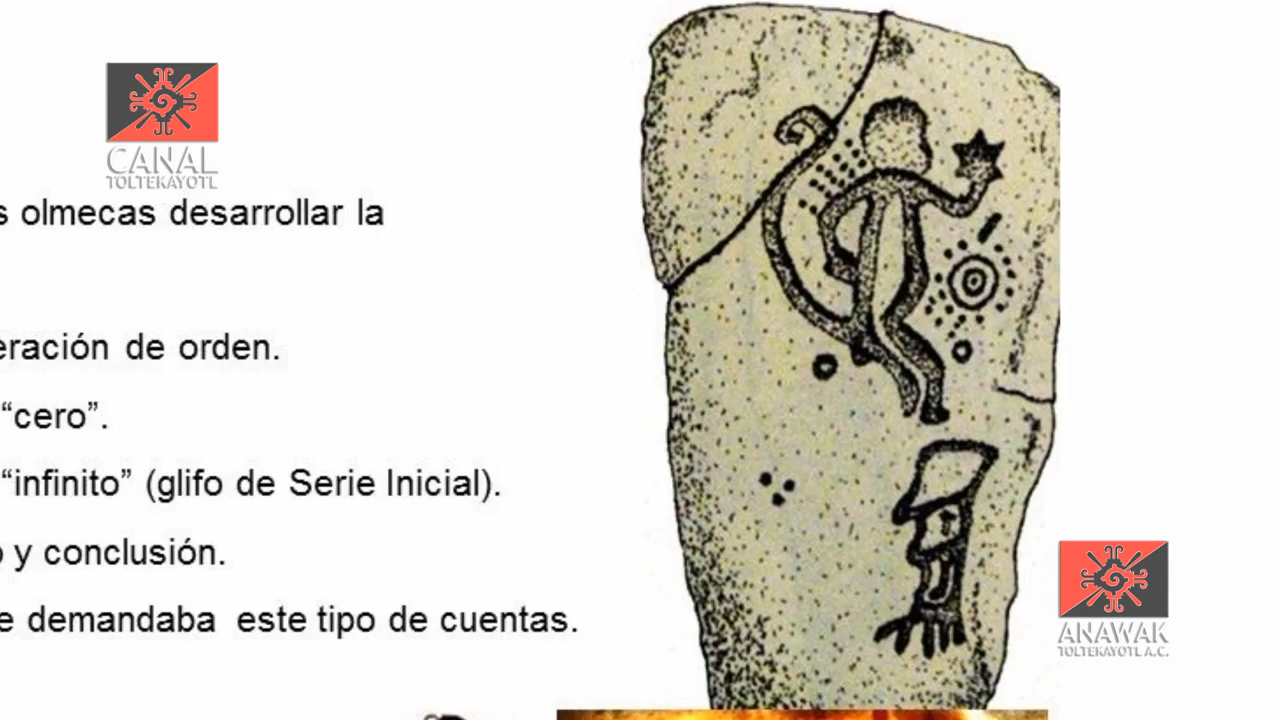 CANAL
TOLTEKAYOTL
olmecas desarrollar la
de orden.
“cero”.
“infinito” (glifo de Serie Inicial).
y conclusión.
demandaba este tipo de cuentas.
ANAWAK
TOLTEKAYOTL A.C.